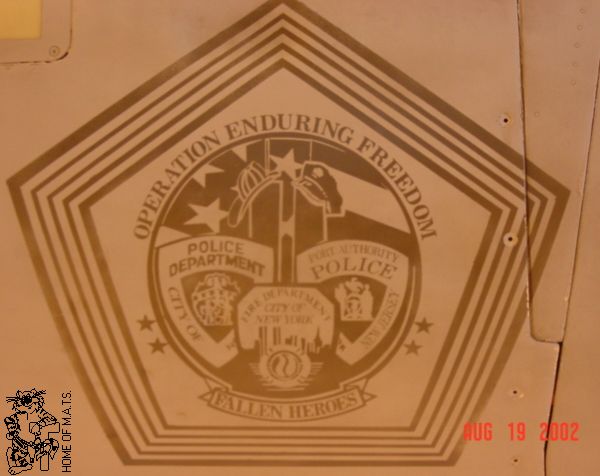 OPERATION ENDURING FREEDOM
POLICE
DEPARTMENT
CITY OF
PORT AUTHORITY
POLICE
NEW JERSEY
FIRE DEPARTMENT
CITY OF
NEW YORK
FALLEN HEROES
HOME OF M.A.T.S.
AUG 19 2002